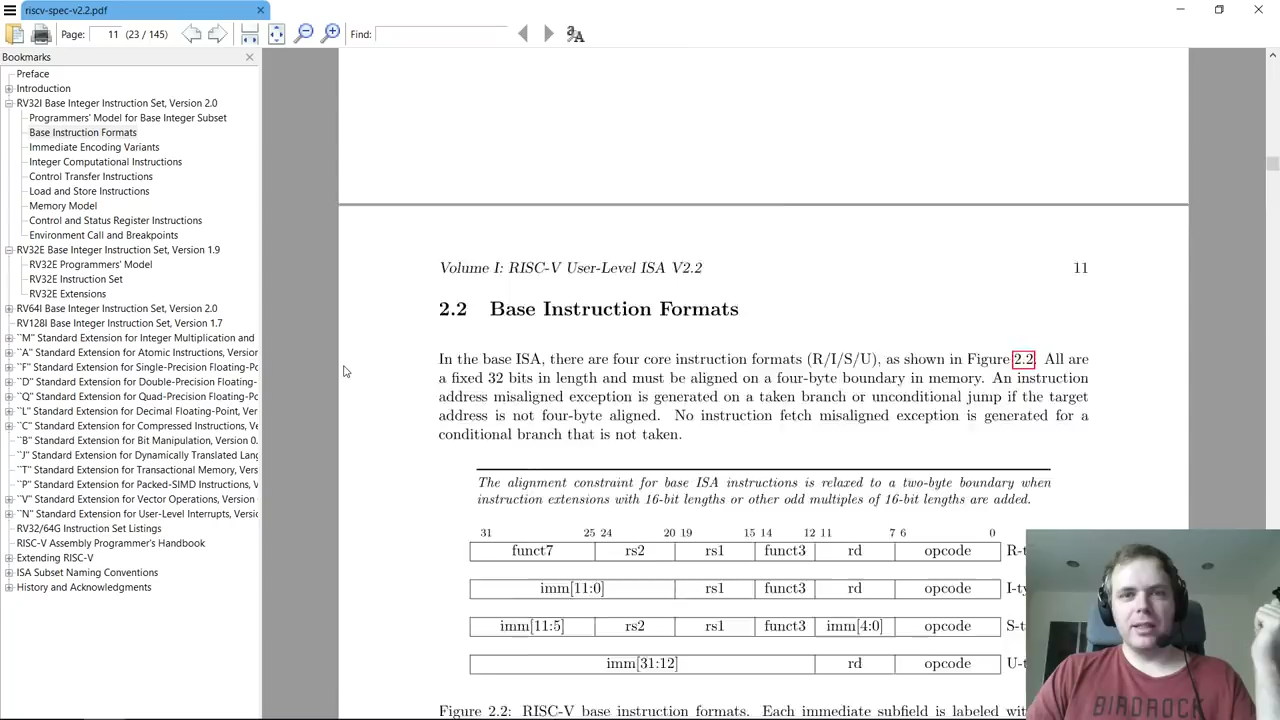 riscv-spec-v2.2.pdf
Page: 11 (23 / 145) Find:
Bookmarks
Preface
Introduction
RV32I Base Integer Instruction Set, Version 2.0
Programmers' Model for Base Integer Subset
Base Instruction Formats
Immediate Encoding Variants
Integer Computational Instructions
Control Transfer Instructions
Load and Store Instructions
Memory Model
Control and Status Register Instructions
Environment Call and Breakpoints
RV32E Base Integer Instruction Set, Version 1.9
RV32E Programmers' Model
RV32E Instruction Set
RV32E Extensions
RV64I Base Integer Instruction Set, Version 2.0
RV128I Base Integer Instruction Set, Version 1.7
``M'' Standard Extension for Integer Multiplication and
``A'' Standard Extension for Atomic Instructions, Version
``F'' Standard Extension for Single-Precision Floating-Po
``D'' Standard Extension for Double-Precision Floating-
``Q'' Standard Extension for Quad-Precision Floating-Po
``L'' Standard Extension for Decimal Floating-Point, Ver
``C'' Standard Extension for Compressed Instructions, Ve
``B'' Standard Extension for Bit Manipulation, Version 0.
``J'' Standard Extension for Dynamically Translated Lang
``T'' Standard Extension for Transactional Memory, Vers
``P'' Standard Extension for Packed-SIMD Instructions, V
``V'' Standard Extension for Vector Operations, Version
``N'' Standard Extension for User-Level Interrupts, Versi
RV32/64G Instruction Set Listings
RISC-V Assembly Programmer's Handbook
Extending RISC-V
ISA Subset Naming Conventions
History and Acknowledgments
Volume I: RISC-V User-Level ISA V2.2 11
2.2 Base Instruction Formats
In the base ISA, there are four core instruction formats (R/I/S/U), as shown in Figure 2.2. All are
a fixed 32 bits in length and must be aligned on a four-byte boundary in memory. An instruction
address misaligned exception is generated on a taken branch or unconditional jump if the target
address is not four-byte aligned. No instruction fetch misaligned exception is generated for a
conditional branch that is not taken.
The alignment constraint for base ISA instructions is relaxed to a two-byte boundary when
instruction extensions with 16-bit lengths or other odd multiples of 16-bit lengths are added.
31 25 24 20 19 15 14 12 11 7 6 0
funct7 rs2 rs1 funct3 rd opcode R-t
imm[11:0] rs1 funct3 rd opcode I-ty
imm[11:5] rs2 rs1 funct3 imm[4:0] opcode S-t
imm[31:12] rd opcode U-t
Figure 2.2: RISC-V base instruction formats. Each immediate subfield is labeled wit
BIRDROCK